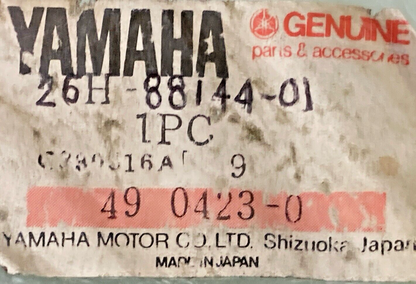 YAMAHA
GENUINE
parts & accessories
26H-88144-01
1PC
9
49 0423-0
YAMAHA MOTOR CO.LTD. Shizuoka Japan
MADE IN JAPAN